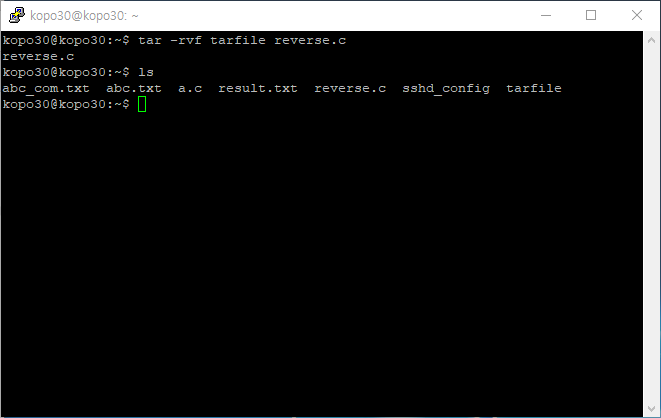 kopo30@kopo30: ~
kopo30@kopo30:~$ tar -rvf tarfile reverse.c
reverse.c
kopo30@kopo30:~$ ls
abc_com.txt  abc.txt  a.c  result.txt  reverse.c  sshd_config  tarfile
kopo30@kopo30:~$